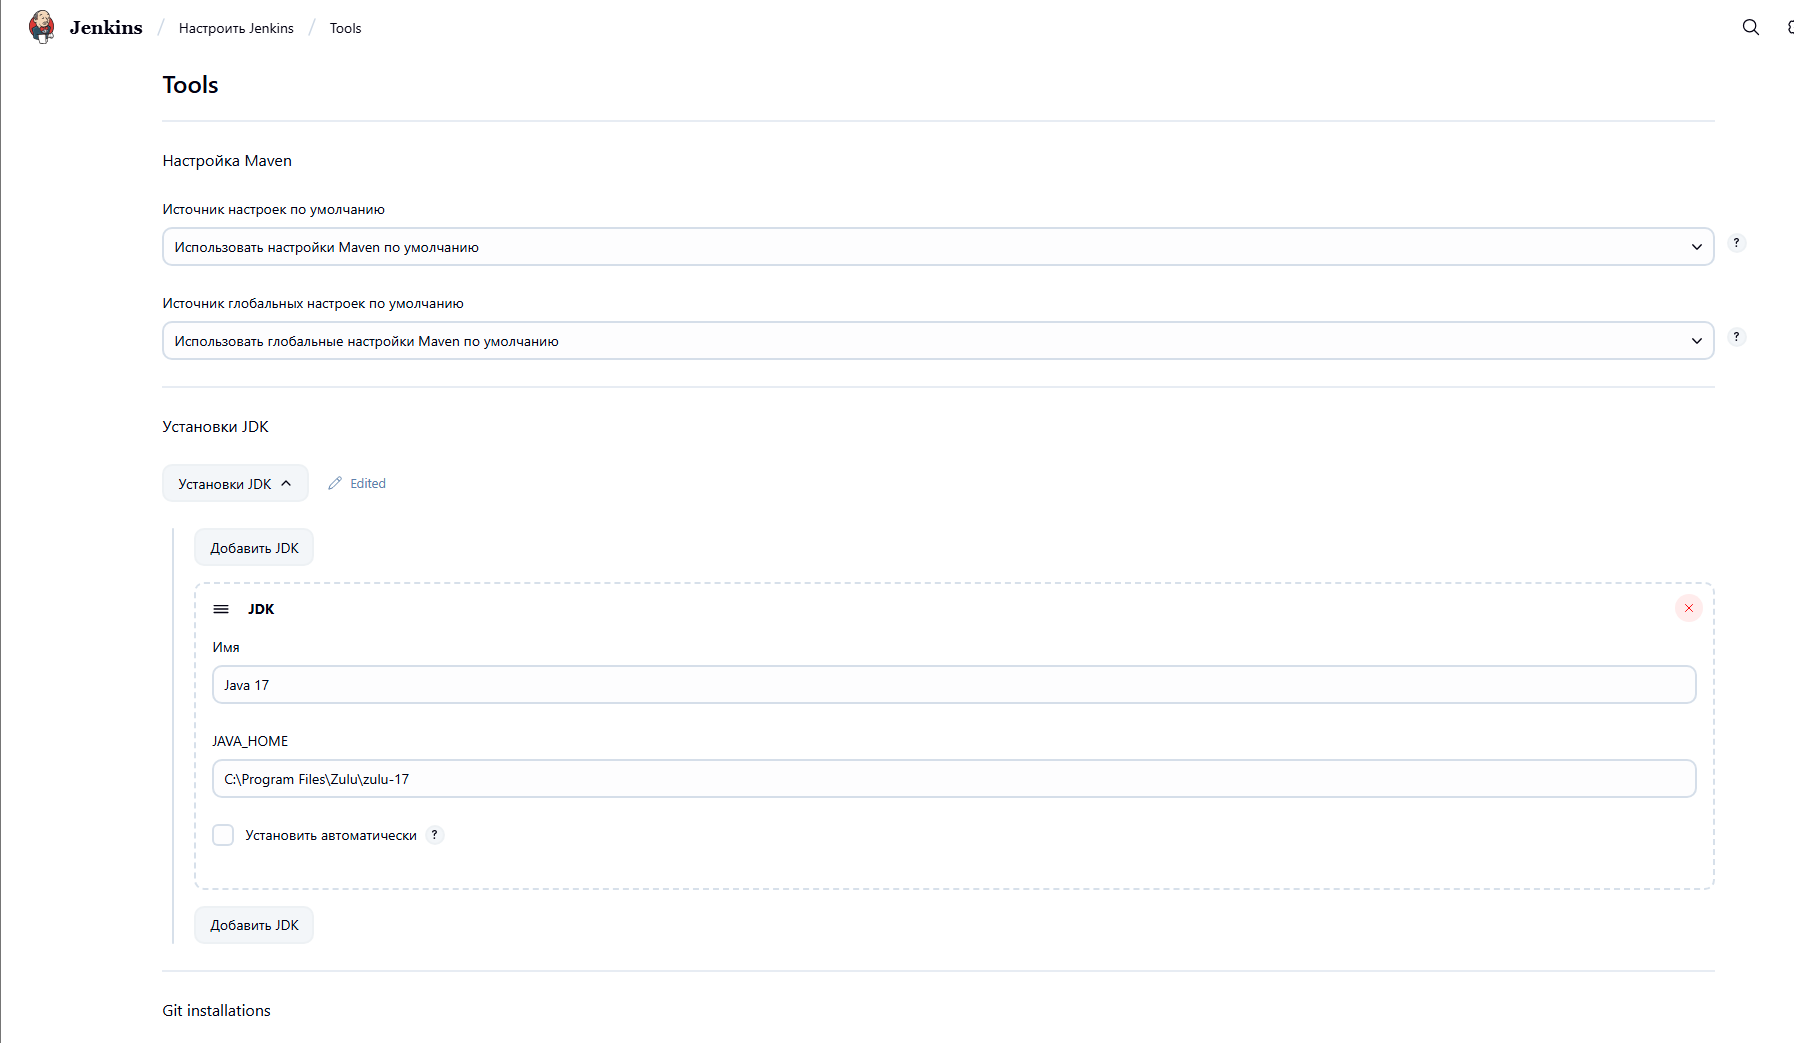 Jenkins / Настроить Jenkins / Tools
Tools
Настройка Maven
Источник настроек по умолчанию
Использовать настройки Maven по умолчанию
?
Источник глобальных настроек по умолчанию
Использовать глобальные настройки Maven по умолчанию
?
Установки JDK
Установки JDK
Edited
Добавить JDK
JDK
Имя
Java 17
JAVA_HOME
C:\Program Files\Zulu\zulu-17
Установить автоматически ?
Добавить JDK
Git installations